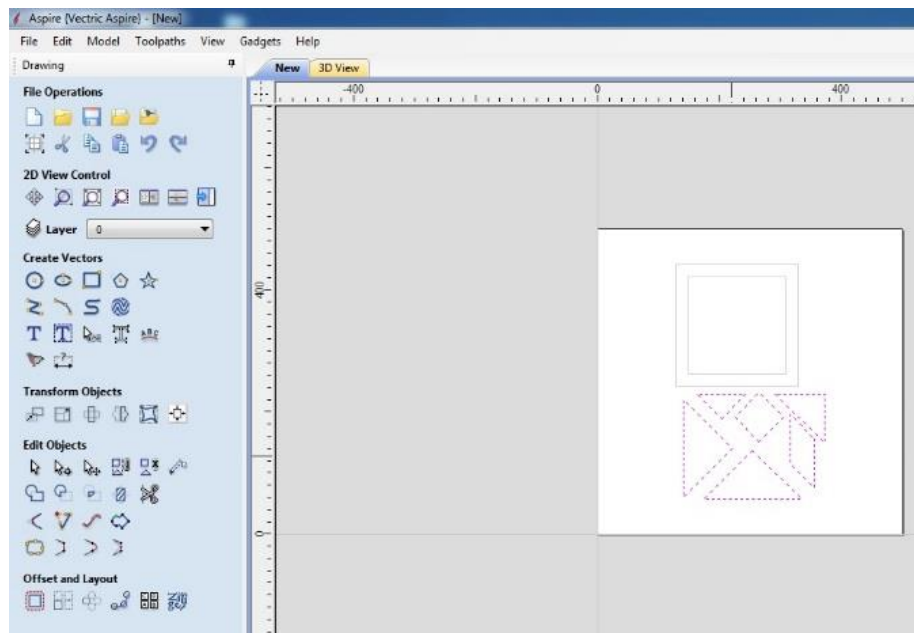 Aspire (Vectric Aspire) - [New]
File Edit Model Toolpaths View Gadgets Help
Drawing
New 3D View
File Operations
-400 0 400
2D View Control
Layer 0
Create Vectors
400
Transform Objects
Edit Objects
0
Offset and Layout